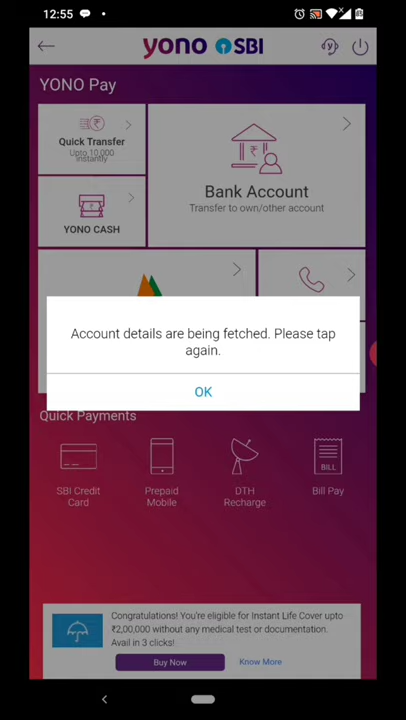 12:55
yono SBI
YONO Pay
Quick Transfer
Upto 10,000
Instantly
Bank Account
Transfer to own/other account
YONO CASH
Account details are being fetched. Please tap
again.
OK
Quick Payments
SBI Credit
Card
Prepaid
Mobile
DTH
Recharge
BILL
Bill Pay
Congratulations! You're eligible for Instant Life Cover upto
₹2,00,000 without any medical test or documentation.
Avail in 3 clicks!
Buy Now
Know More